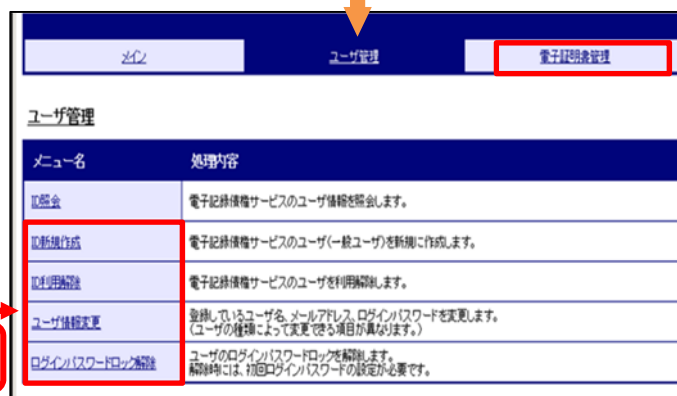 メイン
ユーザ管理
電子証明書管理
ユーザ管理
メニュー名
処理内容
ID照会
電子記録債権サービスのユーザ情報を照会します。
ID新規作成
電子記録債権サービスのユーザ(一般ユーザ)を新規に作成します。
ID利用解除
電子記録債権サービスのユーザを利用解除します。
ユーザ情報変更
登録しているユーザ名、メールアドレス、ログインパスワードを変更します。
(ユーザの種類によって変更できる項目が異なります。)
ログインパスワードロック解除
ユーザのログインパスワードロックを解除します。
解除時には、初回ログインパスワードの設定が必要です。